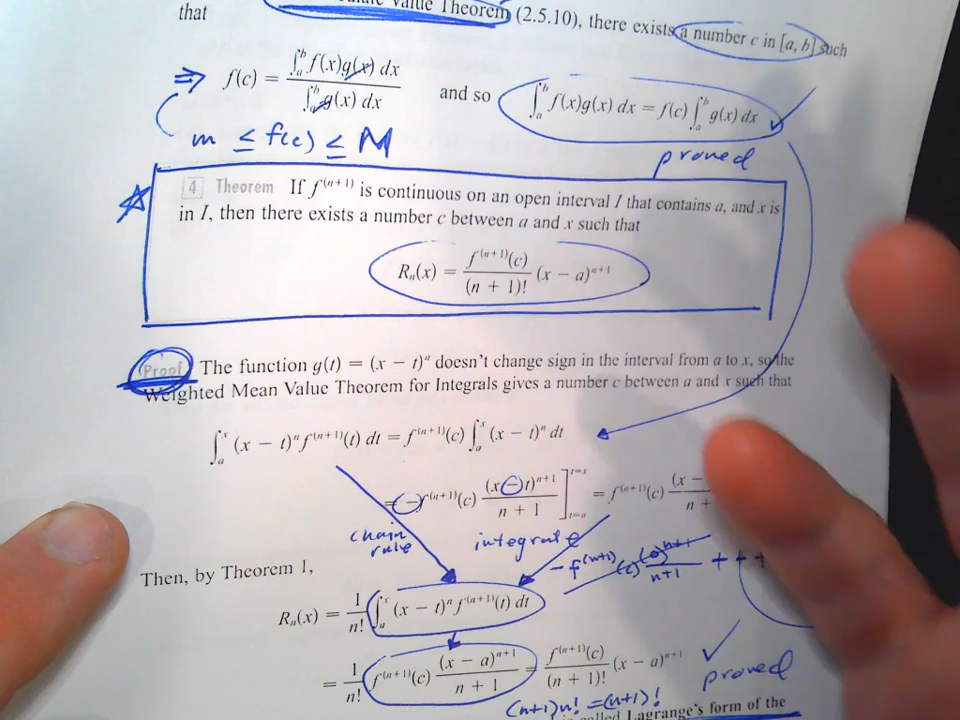 Value Theorem (2.5.10), there exists a number c in [a, b] such
that
⇒ f(c) = ∫ₐᵇ f(x)g(x) dx / ∫ₐᵇ g(x) dx and so ∫ₐᵇ f(x)g(x) dx = f(c) ∫ₐᵇ g(x) dx ✓
m ≤ f(c) ≤ M
proved
4 Theorem If f⁽ⁿ⁺¹⁾ is continuous on an open interval I that contains a, and x is
in I, then there exists a number c between a and x such that
Rₙ(x) = f⁽ⁿ⁺¹⁾(c) / (n + 1)! (x − a)ⁿ⁺¹
Proof The function g(t) = (x − t)ⁿ doesn't change sign in the interval from a to x, so the
Weighted Mean Value Theorem for Integrals gives a number c between a and x such that
∫ₐˣ (x − t)ⁿ f⁽ⁿ⁺¹⁾(t) dt = f⁽ⁿ⁺¹⁾(c) ∫ₐˣ (x − t)ⁿ dt
= − f⁽ⁿ⁺¹⁾(c) (x − t)ⁿ⁺¹ / n + 1 ]ₜ₌ₐᵗ⁼ˣ = f⁽ⁿ⁺¹⁾(c) (x − / n +
chain rule
integrate
− f⁽ⁿ⁺¹⁾(c) (0)ⁿ⁺¹ / n+1 + + +
Then, by Theorem 1,
Rₙ(x) = 1/n! ∫ₐˣ (x − t)ⁿ f⁽ⁿ⁺¹⁾(t) dt
= 1/n! f⁽ⁿ⁺¹⁾(c) (x − a)ⁿ⁺¹ / n + 1 = f⁽ⁿ⁺¹⁾(c) / (n + 1)! (x − a)ⁿ⁺¹ ✓
proved
(n+1)n! = (n+1)!
called Lagrange's form of the